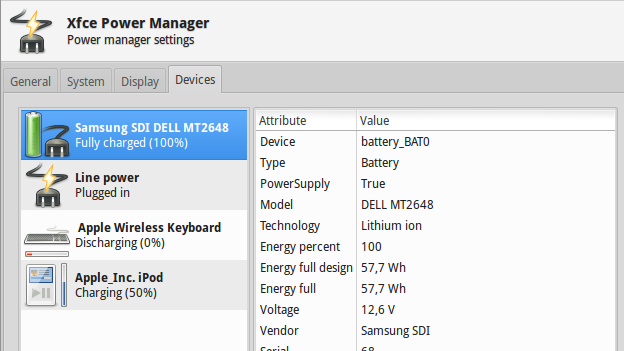 Xfce Power Manager
Power manager settings
General System Display Devices
Samsung SDI DELL MT2648
Fully charged (100%)
Line power
Plugged in
Apple Wireless Keyboard
Discharging (0%)
Apple_Inc. iPod
Charging (50%)
Attribute Value
Device battery_BAT0
Type Battery
PowerSupply True
Model DELL MT2648
Technology Lithium ion
Energy percent 100
Energy full design 57,7 Wh
Energy full 57,7 Wh
Voltage 12,6 V
Vendor Samsung SDI
Serial 68